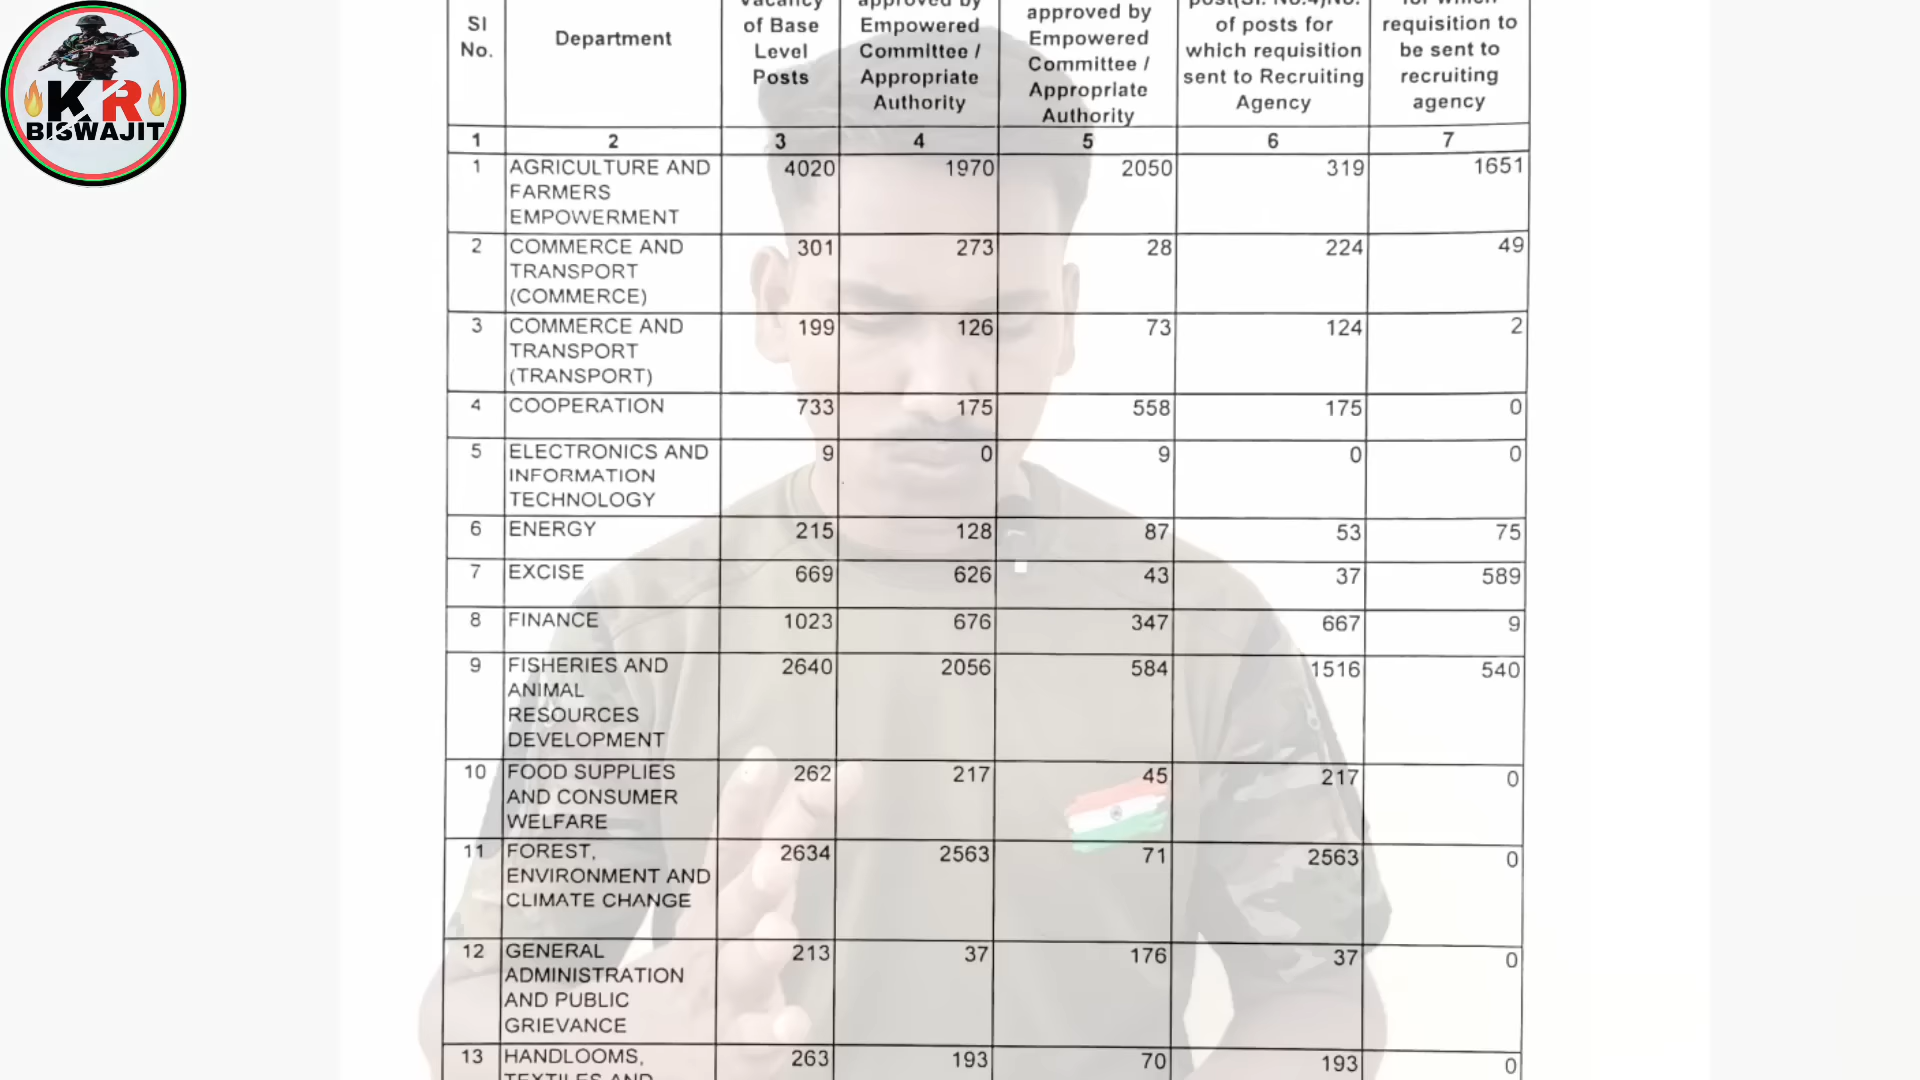 KR
BISWAJIT
Sl
No.
Department
Vacancy
of Base
Level
Posts
approved by
Empowered
Committee /
Appropriate
Authority
approved by
Empowered
Committee /
Appropriate
Authority
of posts for
which requisition
sent to Recruiting
Agency
for which
requisition to
be sent to
recruiting
agency
1 2 3 4 5 6 7
1 AGRICULTURE AND 4020 1970 2050 319 1651
FARMERS
EMPOWERMENT
2 COMMERCE AND 301 273 28 224 49
TRANSPORT
(COMMERCE)
3 COMMERCE AND 199 126 73 124 2
TRANSPORT
(TRANSPORT)
4 COOPERATION 733 175 558 175 0
5 ELECTRONICS AND 9 0 9 0 0
INFORMATION
TECHNOLOGY
6 ENERGY 215 128 87 53 75
7 EXCISE 669 626 43 37 589
8 FINANCE 1023 676 347 667 9
9 FISHERIES AND 2640 2056 584 1516 540
ANIMAL
RESOURCES
DEVELOPMENT
10 FOOD SUPPLIES 262 217 45 217 0
AND CONSUMER
WELFARE
11 FOREST, 2634 2563 71 2563 0
ENVIRONMENT AND
CLIMATE CHANGE
12 GENERAL 213 37 176 37 0
ADMINISTRATION
AND PUBLIC
GRIEVANCE
13 HANDLOOMS, 263 193 70 193 0
TEXTILES AND